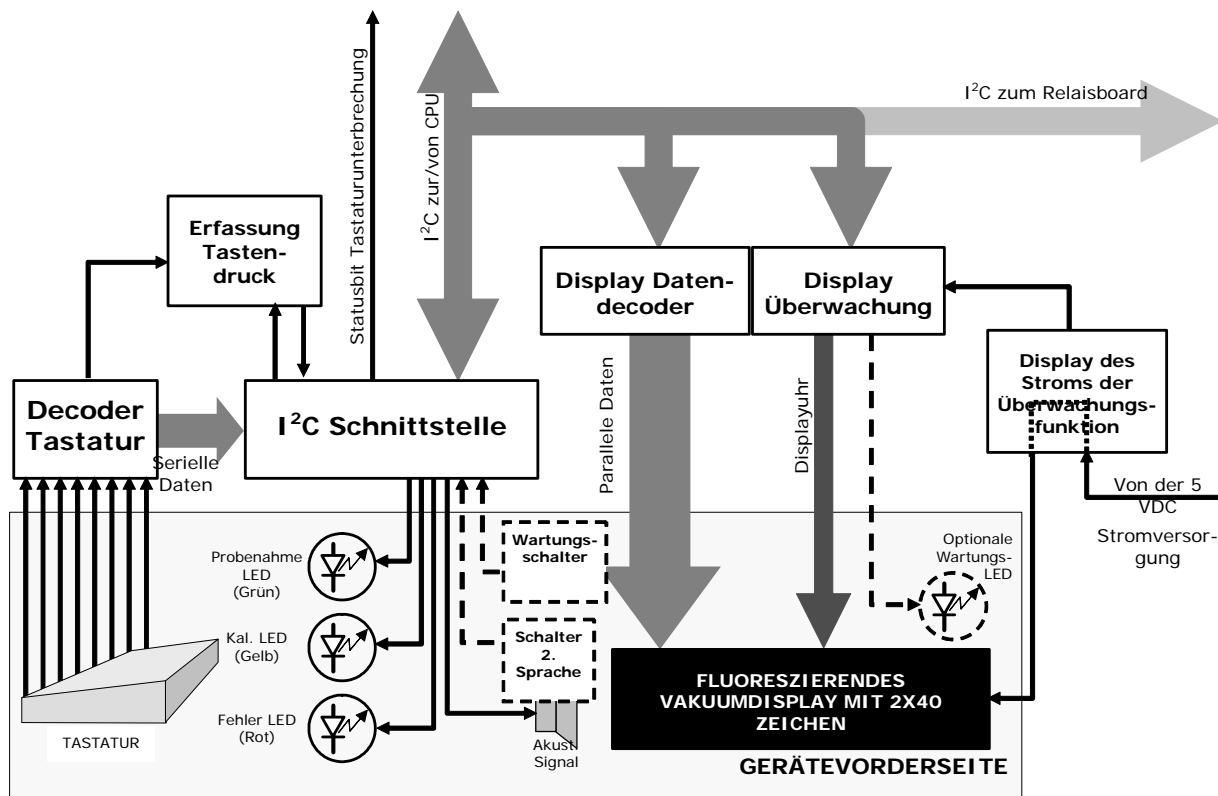 I²C zum Relaisboard
Statusbit Tastaturunterbrechung
I²C zur/von CPU
Erfassung
Tasten-
druck
Display Daten-
decoder
Display
Überwachung
Display des
Stroms der
Überwachungs-
funktion
Decoder
Tastatur
I²C Schnittstelle
Serielle
Daten
Parallele Daten
Displayuhr
Von der 5
VDC
Stromversor-
gung
Probenahme
LED
(Grün)
Wartungs-
schalter
Optionale
Wartungs-
LED
Kal. LED
(Gelb)
Schalter
2.
Sprache
Fehler LED
(Rot)
TASTATUR
Akust
Signal
FLUORESZIERENDES
VAKUUMDISPLAY MIT 2X40
ZEICHEN
GERÄTEVORDERSEITE